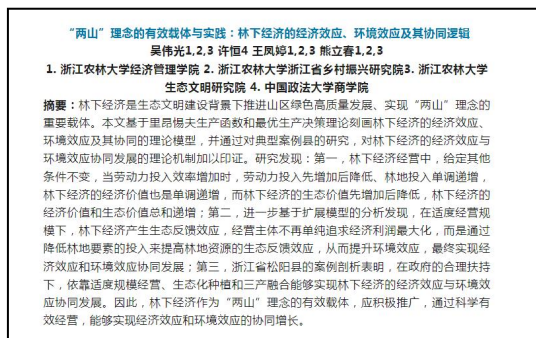 “两山”理念的有效载体与实践：林下经济的经济效应、环境效应及其协同逻辑
吴伟光1,2,3 许恒4 王凤婷1,2,3 熊立春1,2,3
1. 浙江农林大学经济管理学院 2. 浙江农林大学浙江省乡村振兴研究院3. 浙江农林大学
生态文明研究院 4. 中国政法大学商学院
摘要：林下经济是生态文明建设背景下推进山区绿色高质量发展、实现“两山”理念的
重要载体。本文基于里昂惕夫生产函数和最优生产决策理论刻画林下经济的经济效应、
环境效应及其协同的理论模型，并通过对典型案例县的研究，对林下经济的经济效应与
环境效应协同发展的理论机制加以印证。研究发现：第一，林下经济经营中，给定其他
条件不变，当劳动力投入效率增加时，劳动力投入先增加后降低、林地投入单调递增，
林下经济的经济价值也是单调递增，而林下经济的生态价值先增加后降低，林下经济的
经济价值和生态价值总和递增；第二，进一步基于扩展模型的分析发现，在适度经营规
模下，林下经济产生生态反馈效应，经营主体不再单纯追求经济利润最大化，而是通过
降低林地要素的投入来提高林地资源的生态反馈效应，从而提升环境效应，最终实现经
济效应和环境效应协同发展；第三，浙江省松阳县的案例剖析表明，在政府的合理扶持
下，依靠适度规模经营、生态化种植和三产融合能够实现林下经济的经济效应与环境效
应协同发展。因此，林下经济作为“两山”理念的有效载体，应积极推广，通过科学有
效经营，能够实现经济效应和环境效应的协同增长。